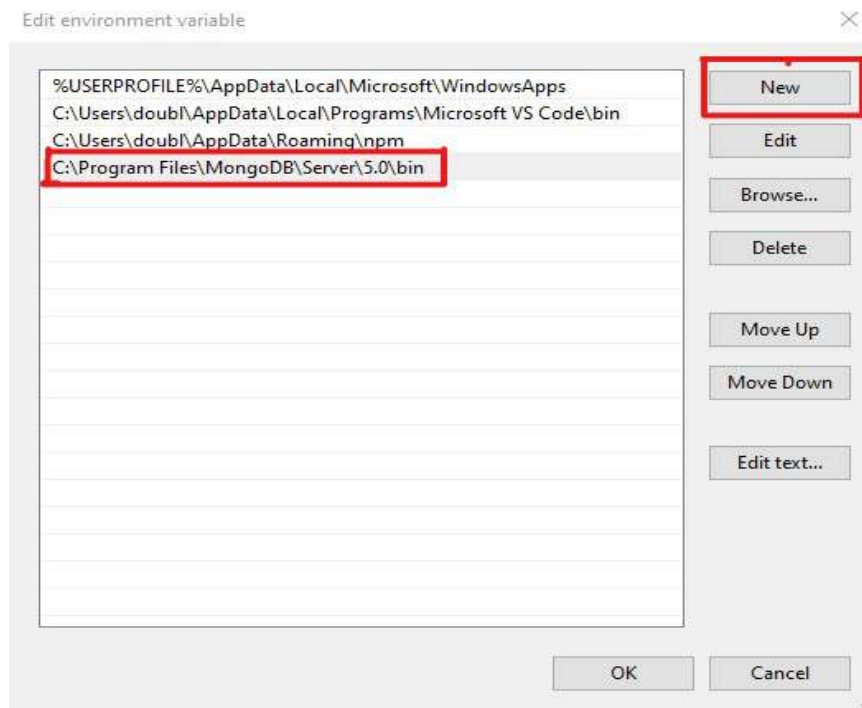 Edit environment variable
%USERPROFILE%\AppData\Local\Microsoft\WindowsApps
C:\Users\doubl\AppData\Local\Programs\Microsoft VS Code\bin
C:\Users\doubl\AppData\Roaming\npm
C:\Program Files\MongoDB\Server\5.0\bin
New
Edit
Browse...
Delete
Move Up
Move Down
Edit text...
OK
Cancel